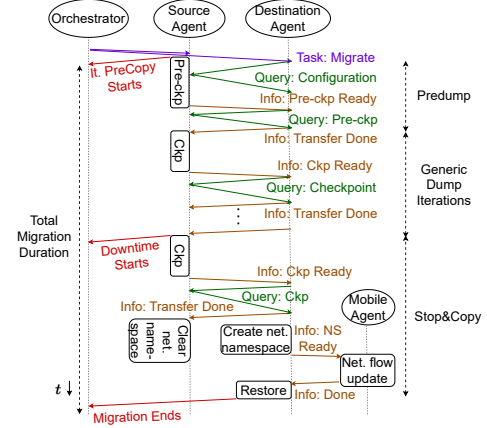 Orchestrator
Source
Agent
Destination
Agent
Task: Migrate
It. PreCopy
Starts
Pre-ckp
Query: Configuration
Info: Pre-ckp Ready
Predump
Query: Pre-ckp
Info: Transfer Done
Ckp
Info: Ckp Ready
Query: Checkpoint
Generic
Dump
Iterations
Info: Transfer Done
Total
Migration
Duration
Downtime
Starts
Ckp
Info: Ckp Ready
Query: Ckp
Info: Transfer Done
Mobile
Agent
Stop&Copy
Clear
net.
name-
space
Create net.
namespace
Info: NS
Ready
Net. flow
update
t
Restore
Info: Done
Migration Ends